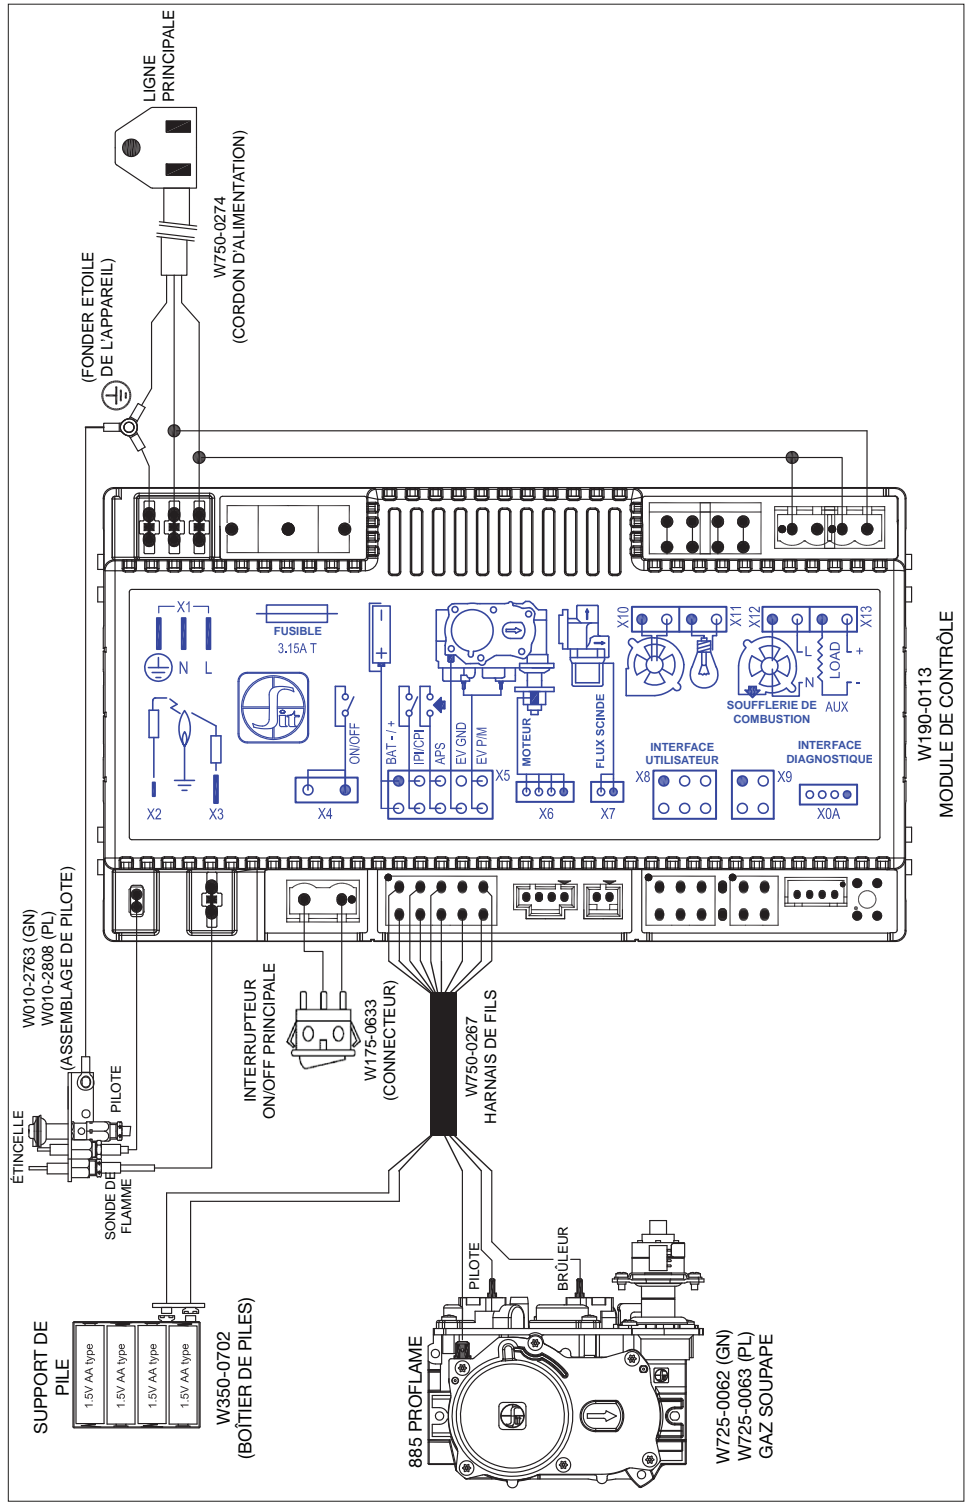 LIGNE
PRINCIPALE
W750-0274
(CORDON D'ALIMENTATION)
(FONDER ETOILE
DE L'APPAREIL)
X1
N
L
X2
X3
FUSIBLE
3.15A T
ON/OFF
X4
BAT - / +
IPI/CPI
APS
EV GND
EV P/M
X5
MOTEUR
X6
FLUX SCINDE
X7
X10
X11
X12
X13
L
N
LOAD
+
-
AUX
SOUFFLERIE DE
COMBUSTION
INTERFACE
UTILISATEUR
X8
X9
INTERFACE
DIAGNOSTIQUE
X0A
W190-0113
MODULE DE CONTRÔLE
W010-2763 (GN)
W010-2808 (PL)
(ASSEMBLAGE DE PILOTE)
ÉTINCELLE
PILOTE
SONDE DE
FLAMME
INTERRUPTEUR
ON/OFF PRINCIPALE
W175-0633
(CONNECTEUR)
W750-0267
HARNAIS DE FILS
SUPPORT DE
PILE
1.5V AA type
1.5V AA type
1.5V AA type
1.5V AA type
W350-0702
(BOÎTIER DE PILES)
885 PROFLAME
PILOTE
BRÛLEUR
W725-0062 (GN)
W725-0063 (PL)
GAZ SOUPAPE